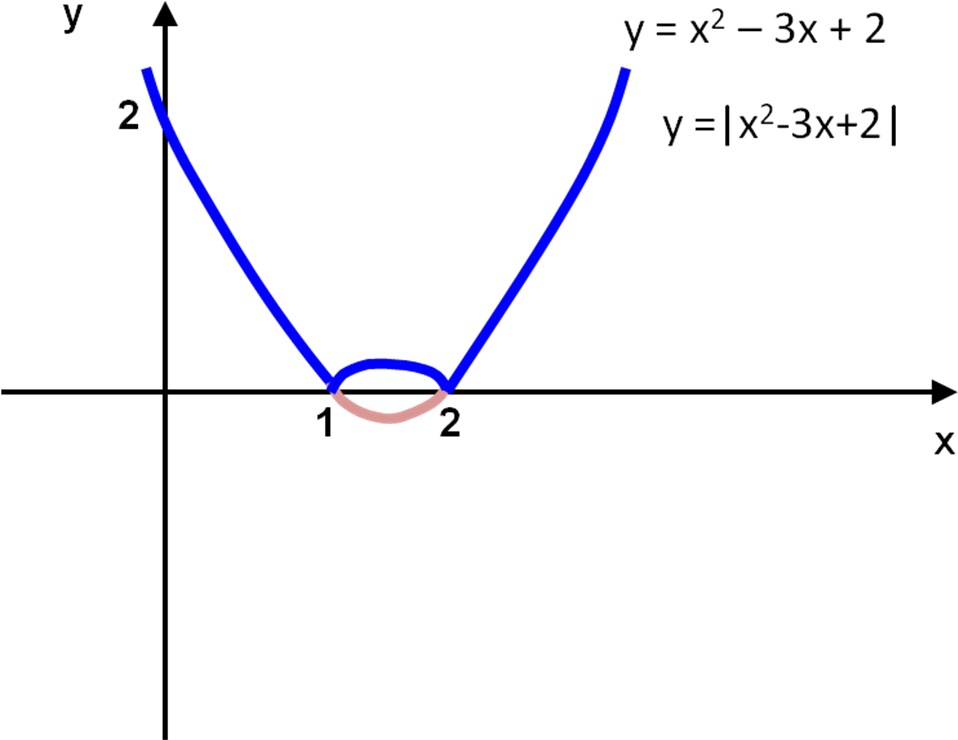 y
y = x² – 3x + 2
2
y =|x²-3x+2|
1
2
x